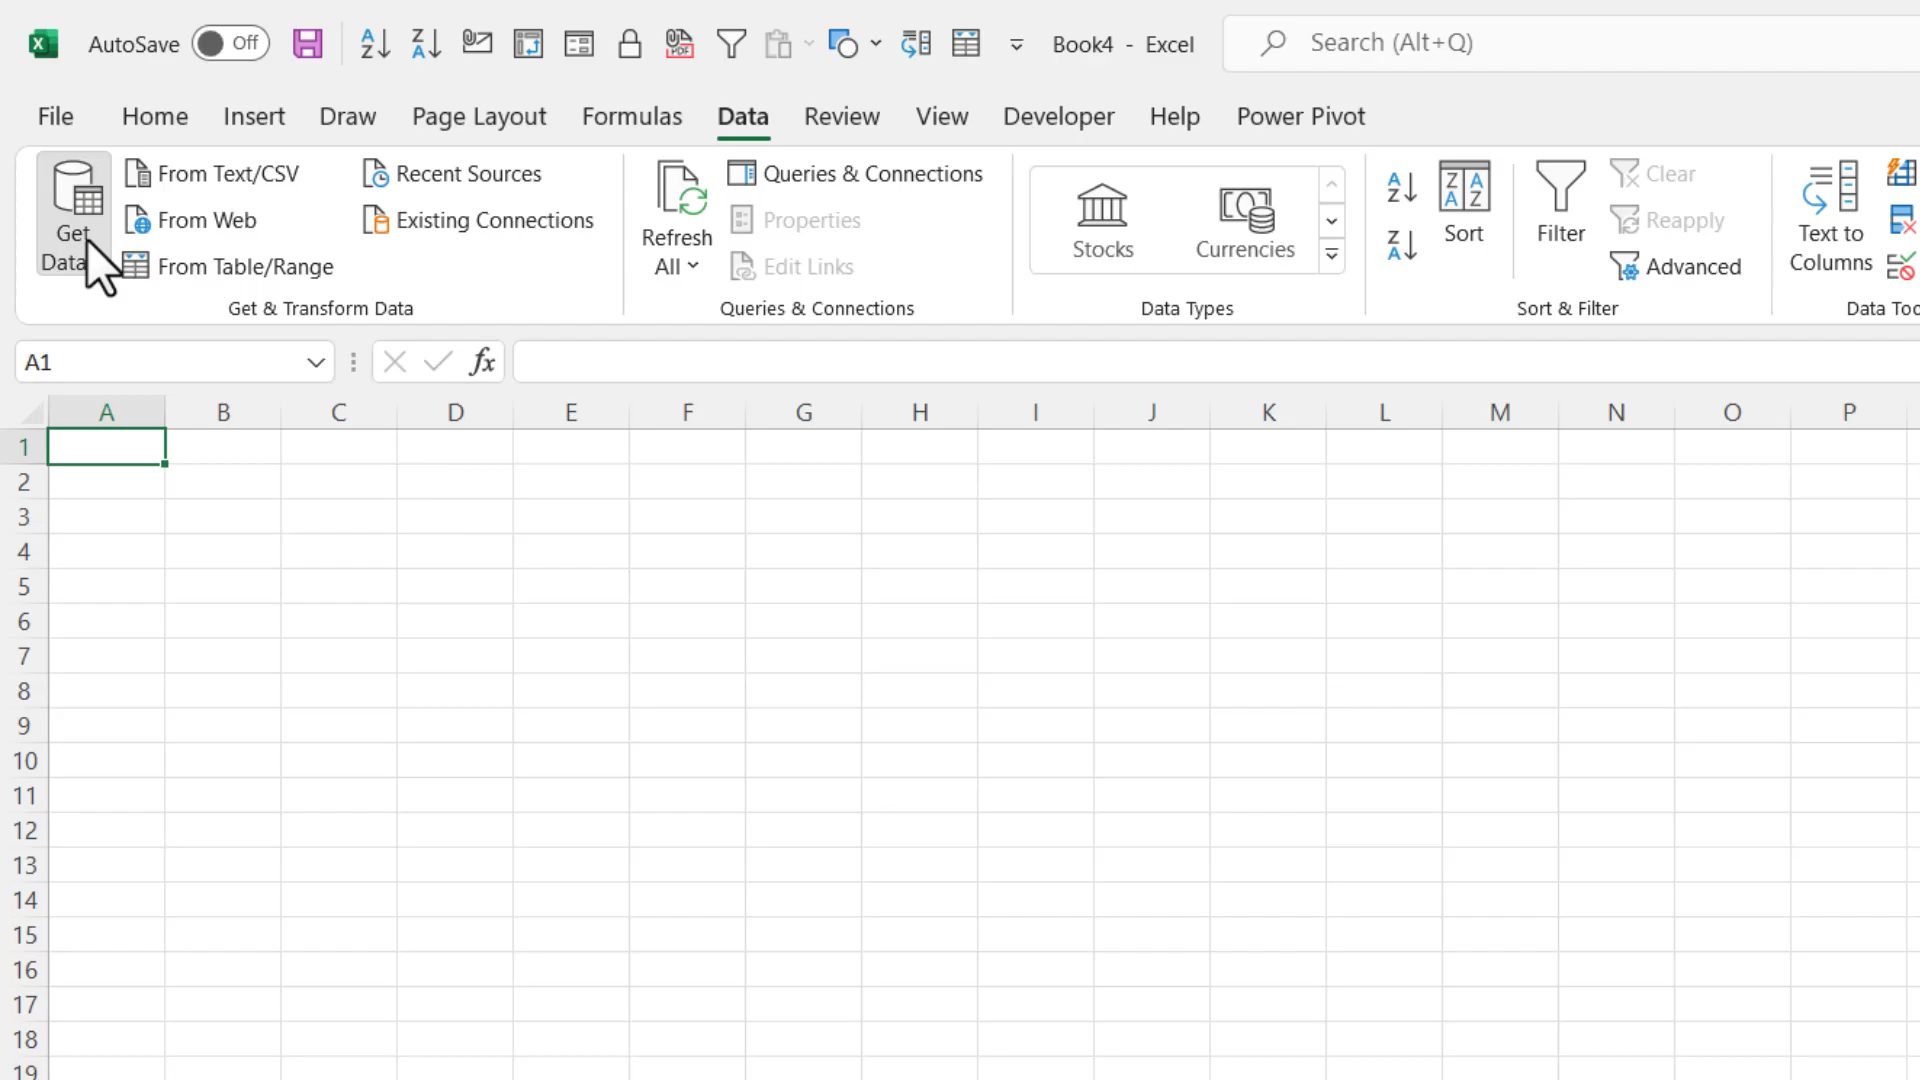 AutoSave Off Book4 - Excel Search (Alt+Q)
File Home Insert Draw Page Layout Formulas Data Review View Developer Help Power Pivot
Get Data
From Text/CSV
From Web
From Table/Range
Recent Sources
Existing Connections
Get & Transform Data
Refresh All
Queries & Connections
Properties
Edit Links
Queries & Connections
Stocks
Currencies
Data Types
Sort
Filter
Clear
Reapply
Advanced
Sort & Filter
Text to Columns
Data Too
A1
fx
A B C D E F G H I J K L M N O P
1
2
3
4
5
6
7
8
9
10
11
12
13
14
15
16
17
18
19